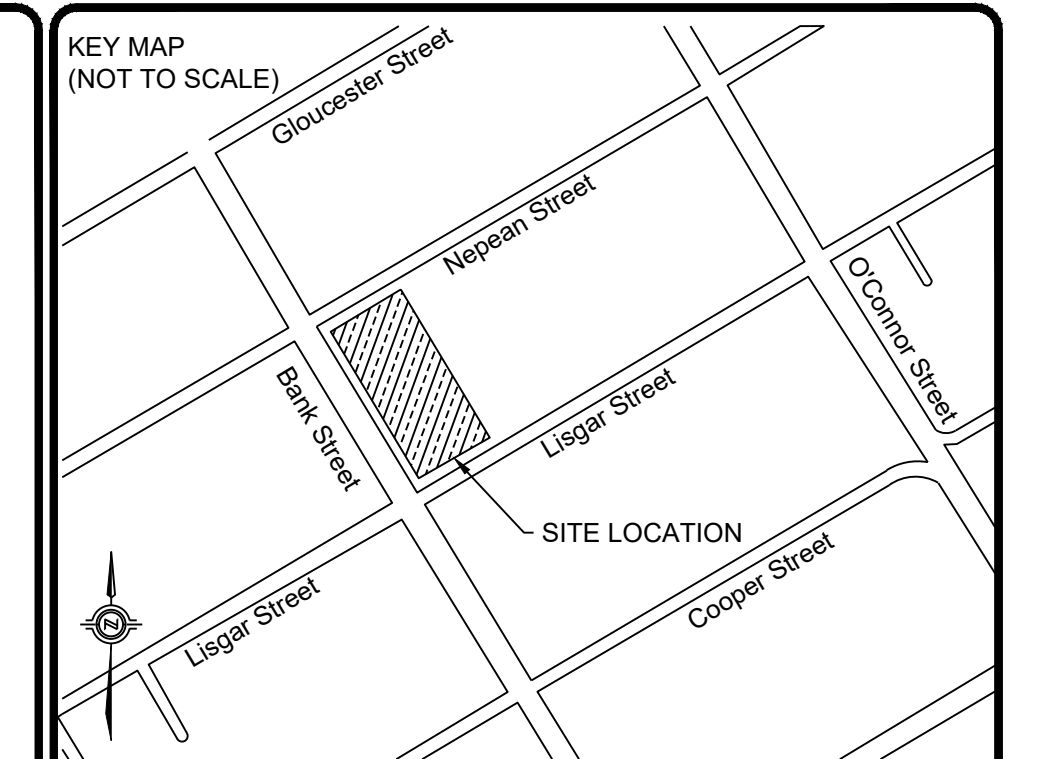 KEY MAP
(NOT TO SCALE)
Gloucester Street
Nepean Street
O'Connor Street
Bank Street
Lisgar Street
SITE LOCATION
Cooper Street
Lisgar Street
N